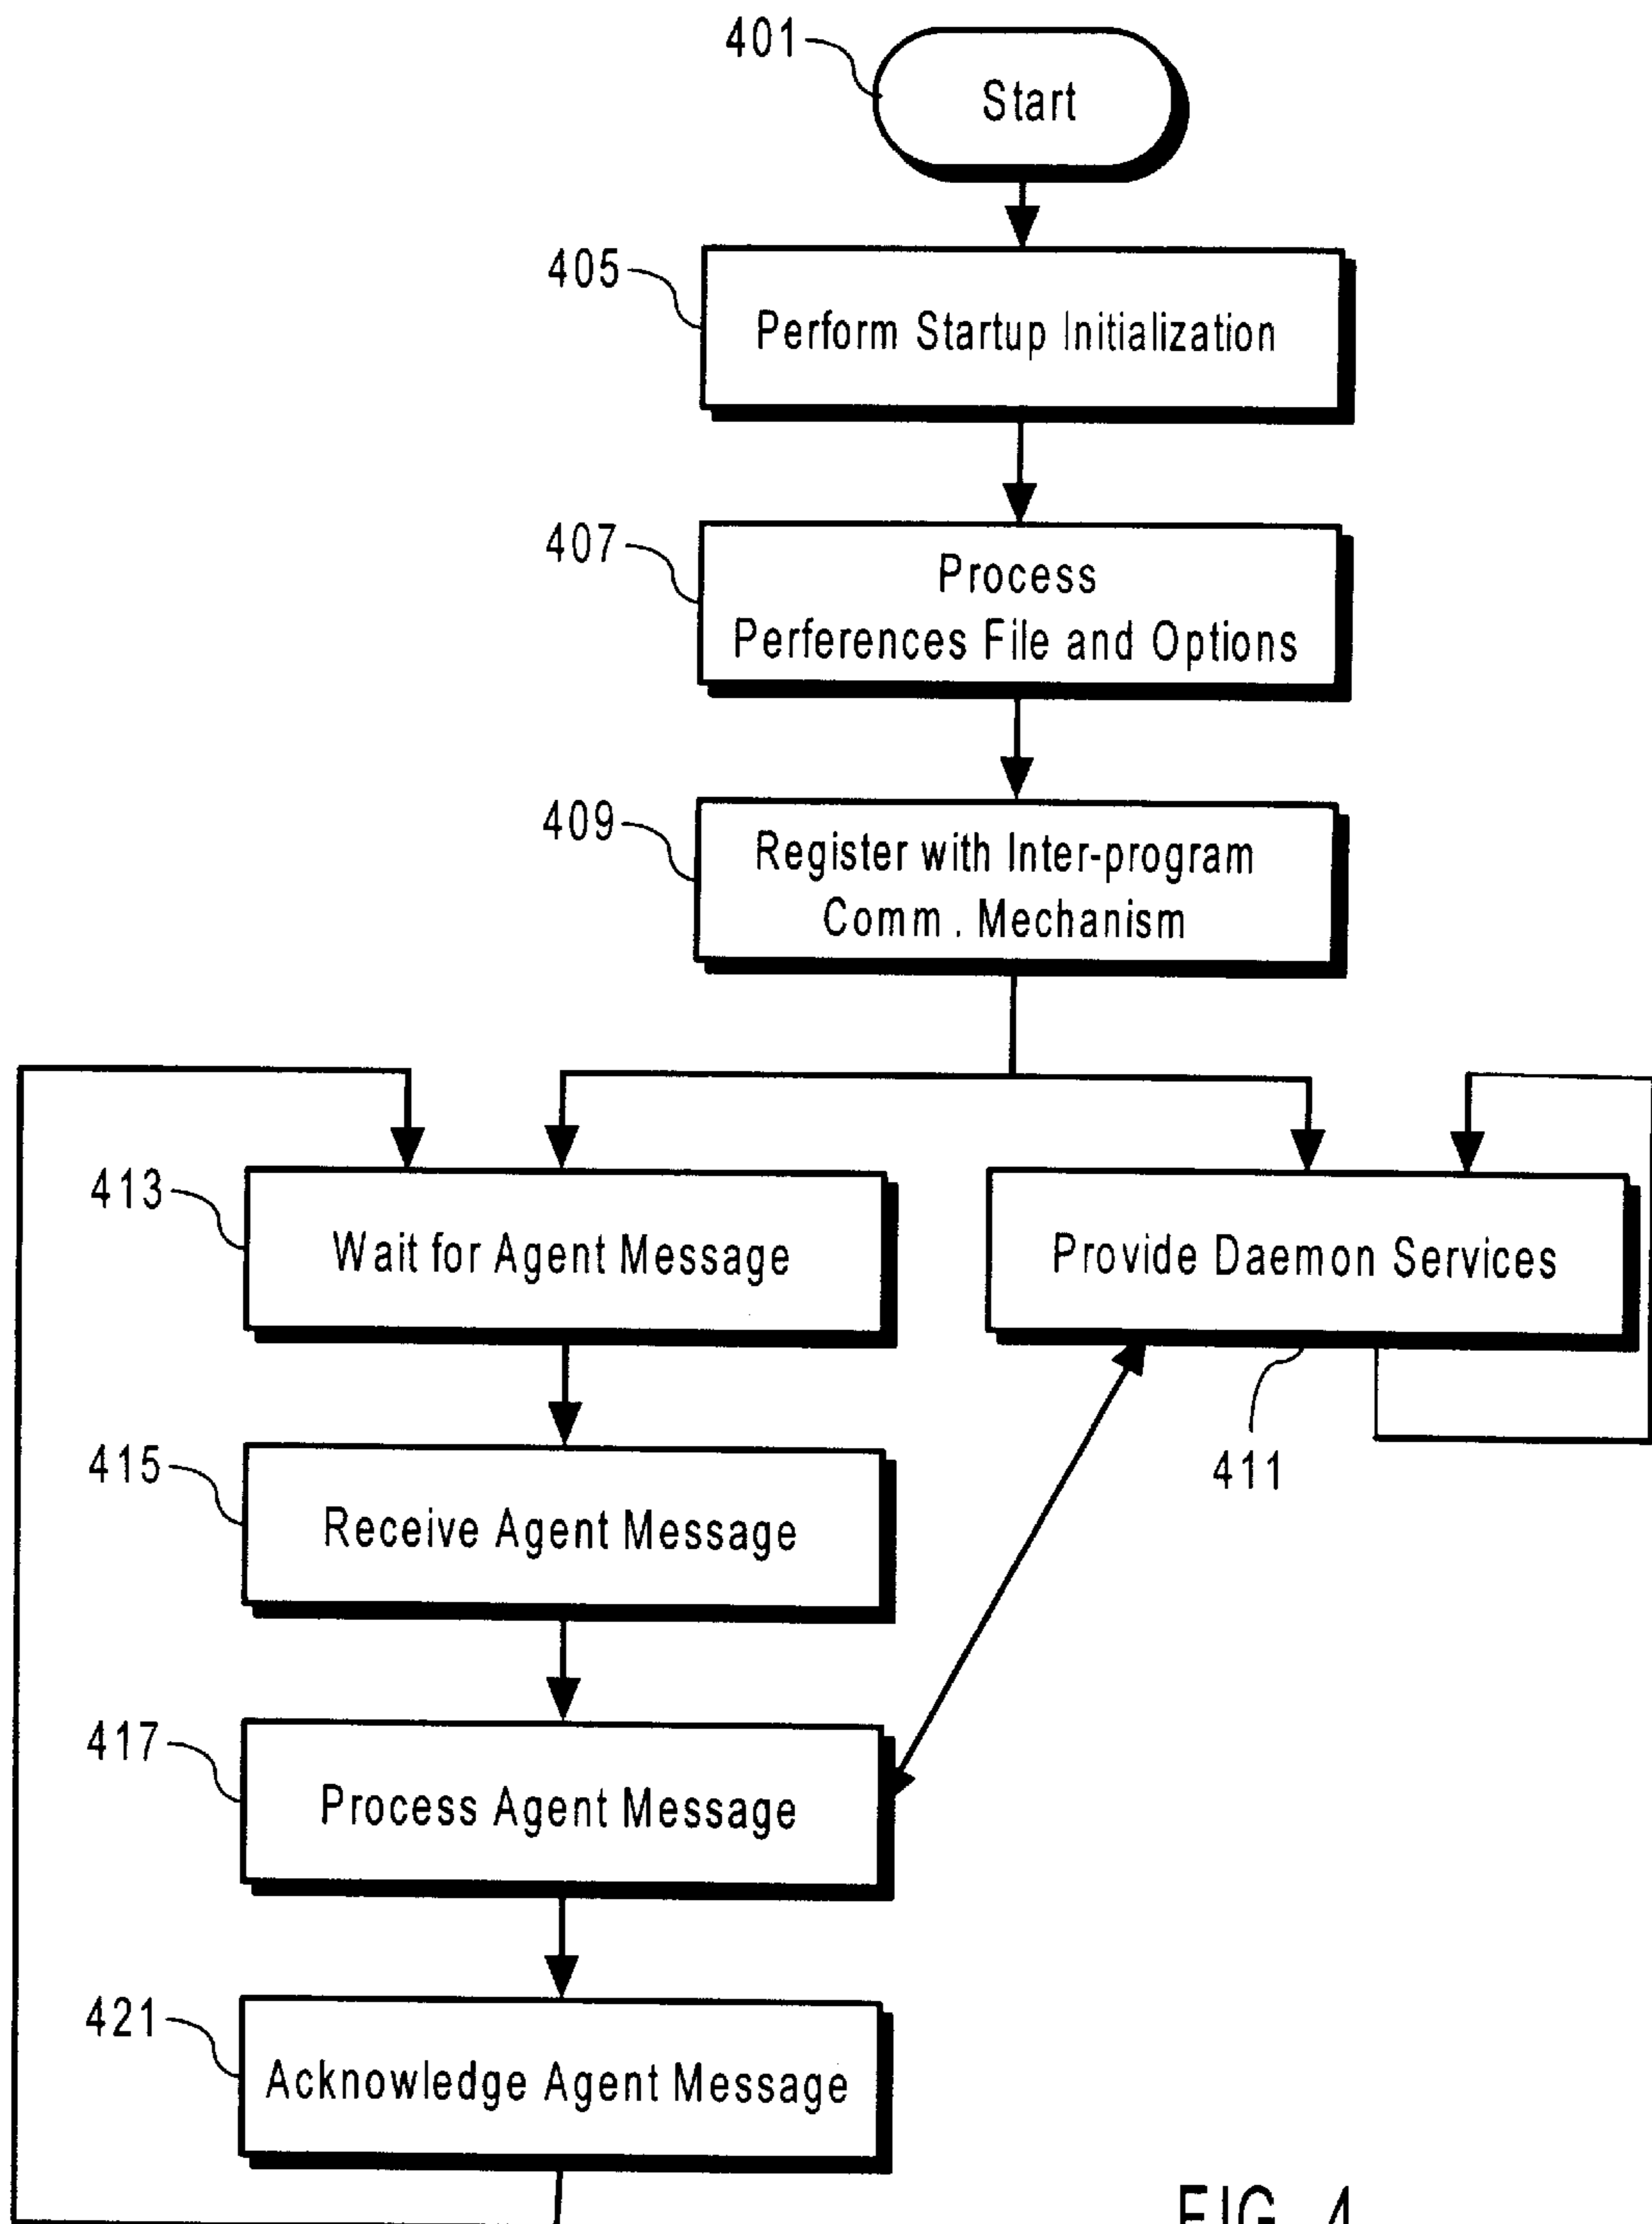 401
Start
405
Perform Startup Initialization
407
Process
Perferences File and Options
409
Register with Inter-program
Comm. Mechanism
413
Wait for Agent Message
Provide Daemon Services
411
415
Receive Agent Message
417
Process Agent Message
421
Acknowledge Agent Message
FIG. 4